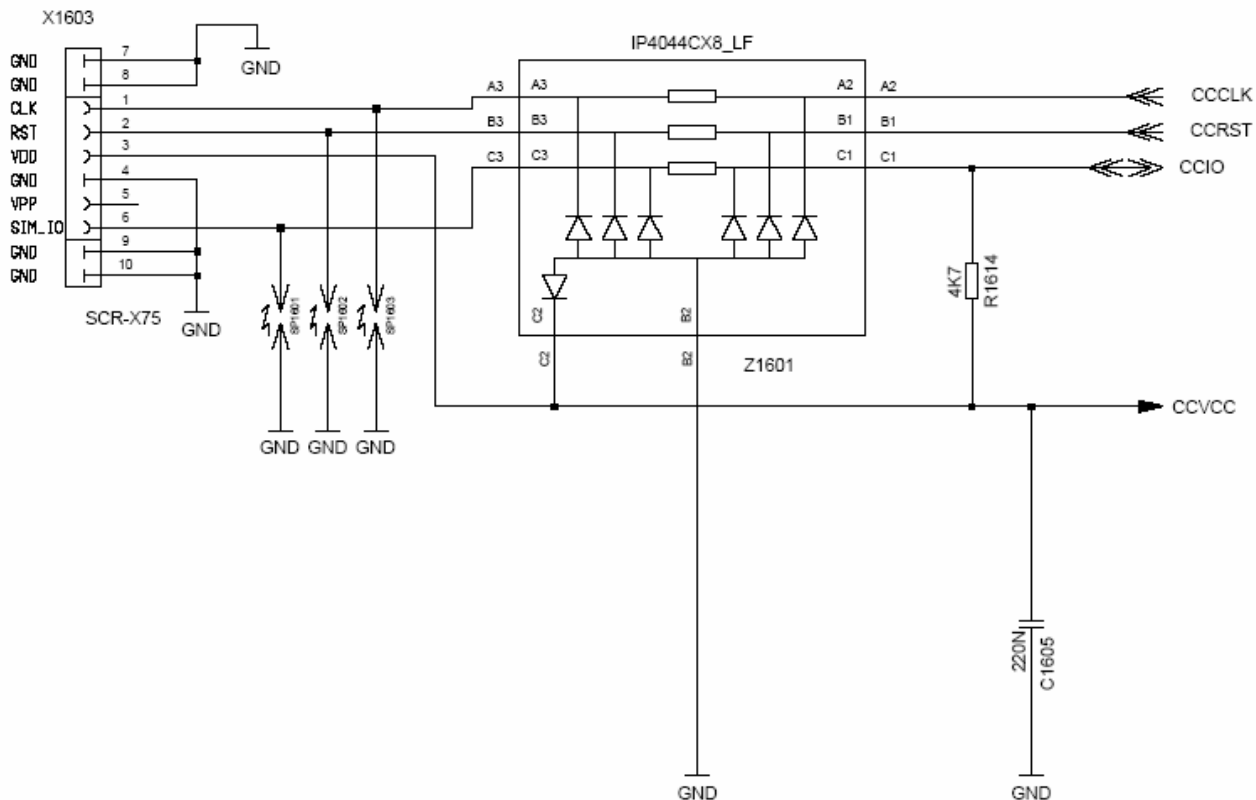 X1603
GND 7
GND 8
CLK 1
RST 2
VDD 3
GND 4
VPP 5
SIM_IO 6
GND 9
GND 10
SCR-X75
GND
GND
SP1601
SP1602
SP1603
GND GND GND
IP4044CX8_LF
A3 A3 A2 A2 CCCLK
B3 B3 B1 B1 CCRST
C3 C3 C1 C1 CCIO
C2 B2
C2 B2
Z1601
4K7
R1614
CCVCC
220N
C1605
GND
GND